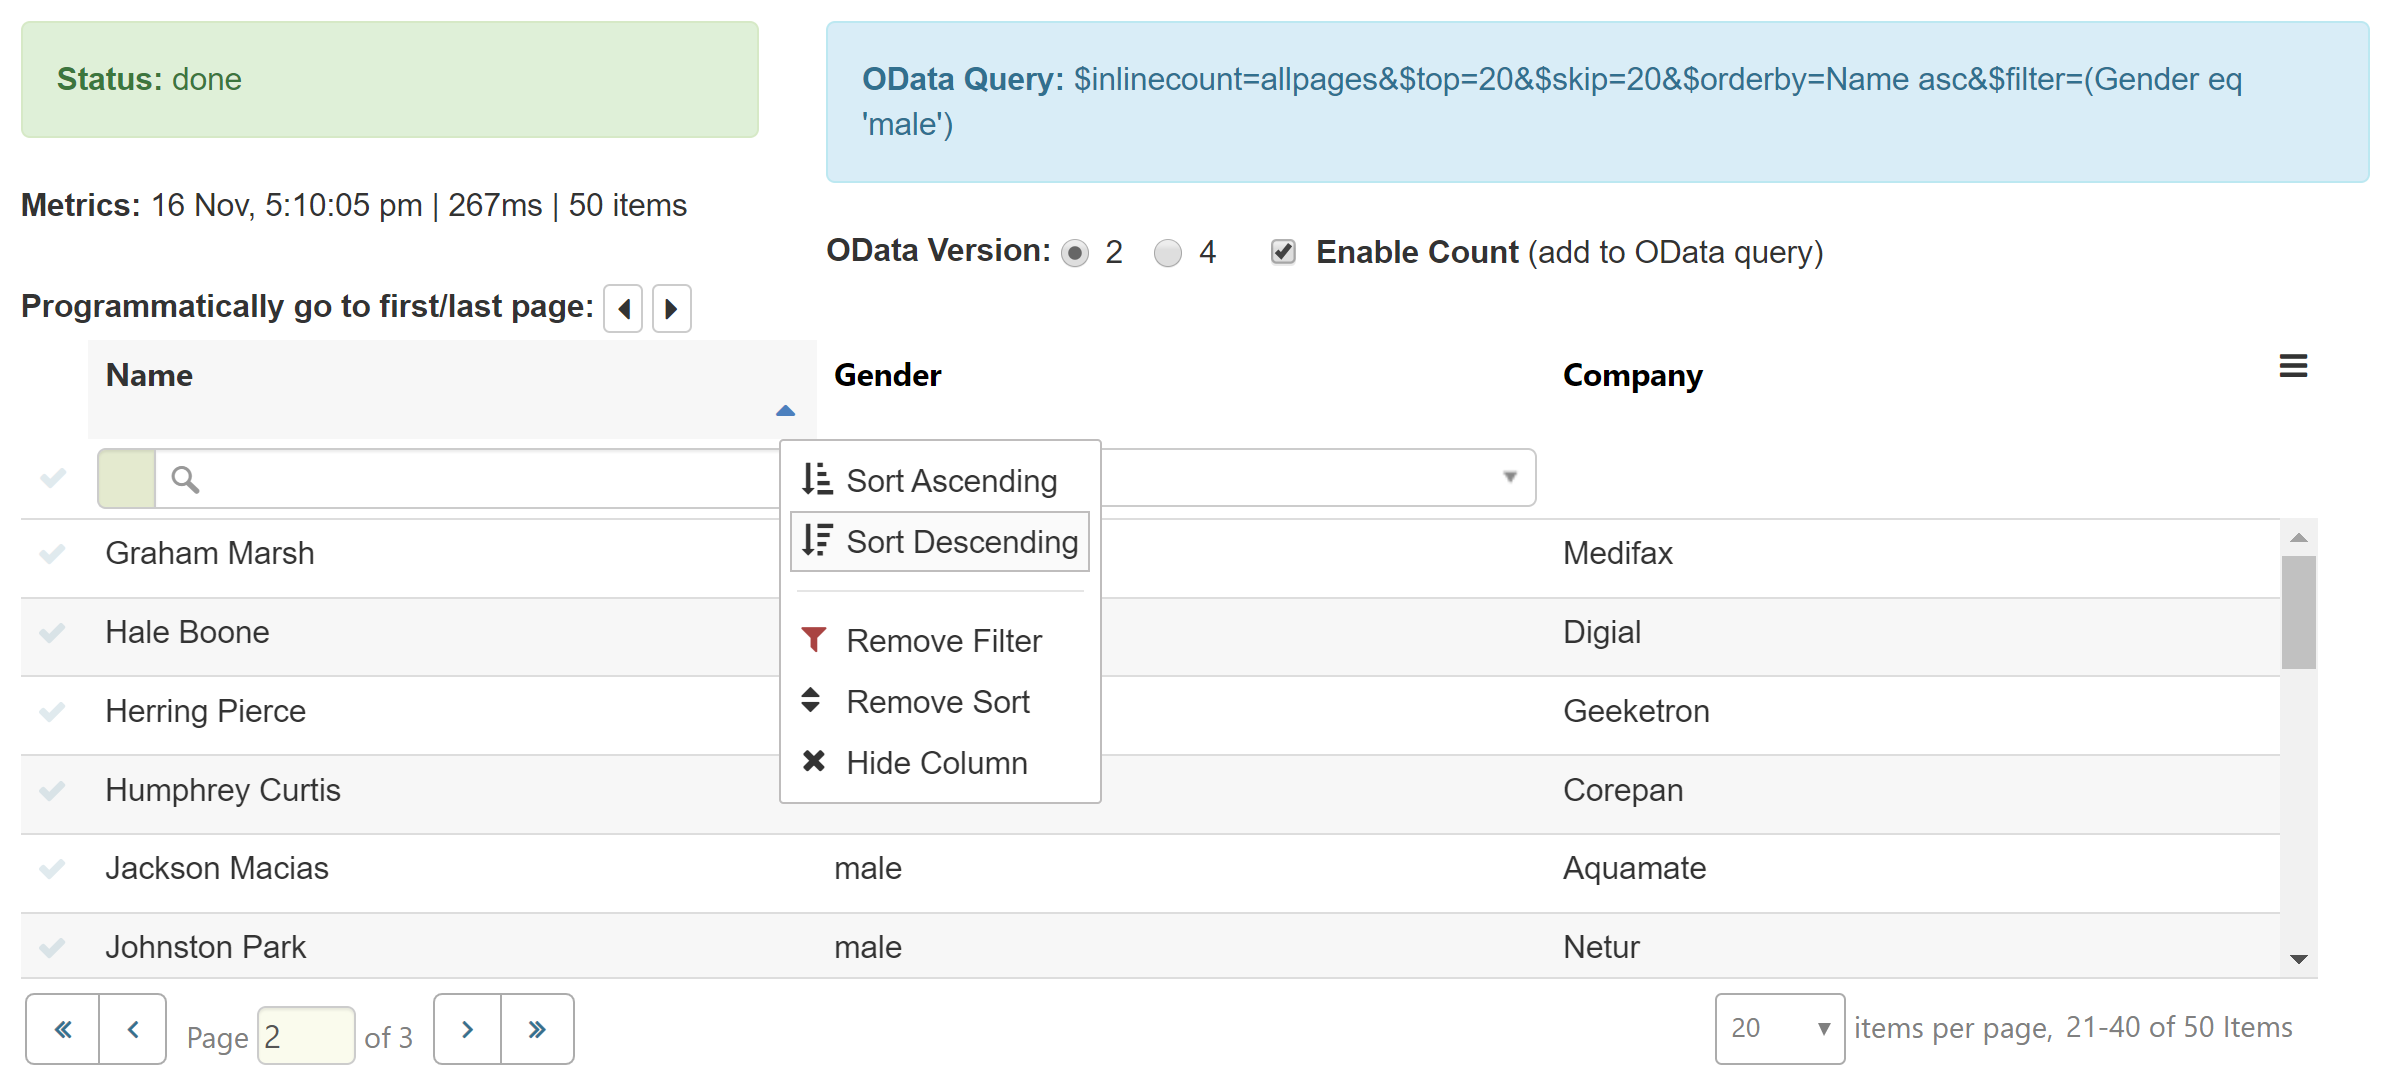 Status: done
OData Query: $inlinecount=allpages&$top=20&$skip=20&$orderby=Name asc&$filter=(Gender eq
'male')
Metrics: 16 Nov, 5:10:05 pm | 267ms | 50 items
OData Version: 2 4 Enable Count (add to OData query)
Programmatically go to first/last page:
Name Gender Company
Sort Ascending
Sort Descending
Remove Filter
Remove Sort
Hide Column
Graham Marsh Medifax
Hale Boone Digial
Herring Pierce Geeketron
Humphrey Curtis Corepan
Jackson Macias male Aquamate
Johnston Park male Netur
Page 2 of 3 20 items per page, 21-40 of 50 Items